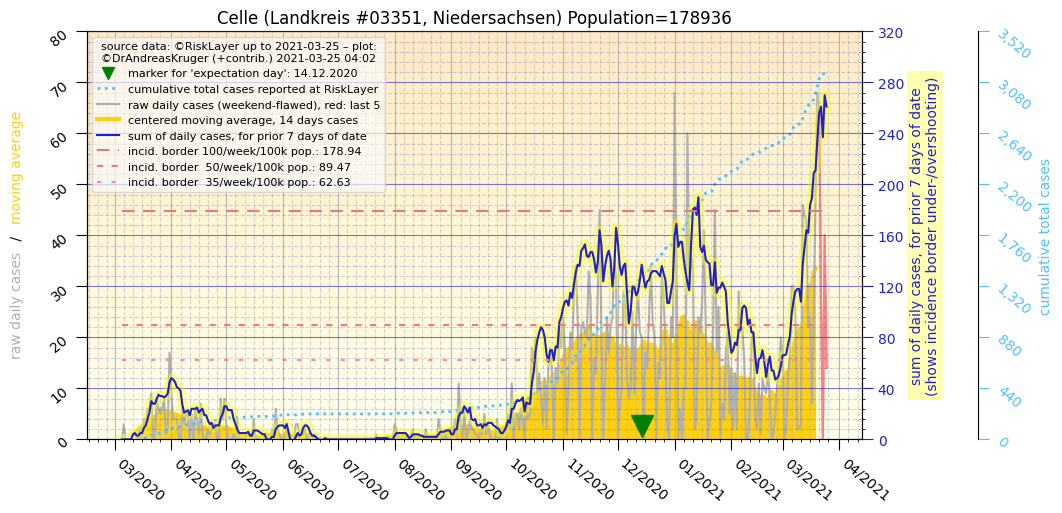 Celle (Landkreis #03351, Niedersachsen) Population=178936
source data: ©RiskLayer up to 2021-03-25 – plot:
©DrAndreasKruger (+contrib.) 2021-03-25 04:02
marker for 'expectation day': 14.12.2020
cumulative total cases reported at RiskLayer
raw daily cases (weekend-flawed), red: last 5
centered moving average, 14 days cases
sum of daily cases, for prior 7 days of date
incid. border 100/week/100k pop.: 178.94
incid. border  50/week/100k pop.: 89.47
incid. border  35/week/100k pop.: 62.63
raw daily cases  /  moving average
80
70
60
50
40
30
20
10
0
320
280
240
200
160
120
80
40
0
sum of daily cases, for prior 7 days of date
(shows incidence border under-/overshooting)
3,520
3,080
2,640
2,200
1,760
1,320
880
440
0
cumulative total cases
03/2020
04/2020
05/2020
06/2020
07/2020
08/2020
09/2020
10/2020
11/2020
12/2020
01/2021
02/2021
03/2021
04/2021